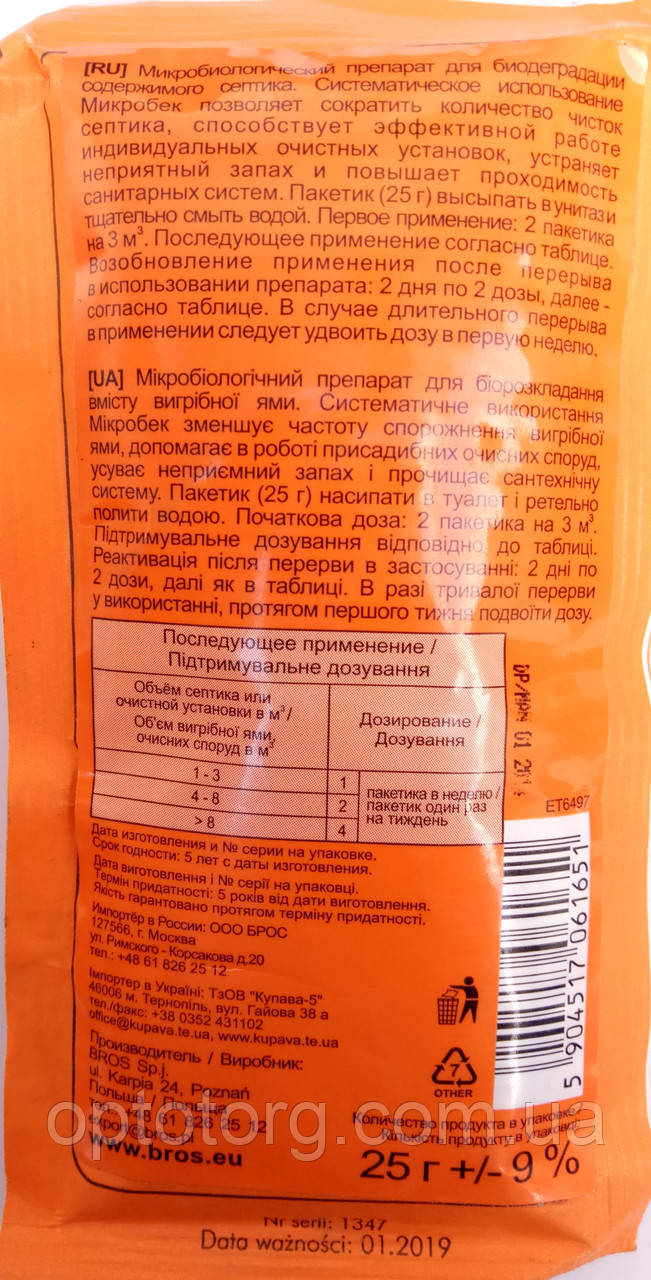 [RU] Микробиологический препарат для биодеградации
содержимого септика. Систематическое использование
Микробек позволяет сократить количество чисток
септика, способствует эффективной работе
индивидуальных очистных установок, устраняет
неприятный запах и повышает проходимость
санитарных систем. Пакетик (25 г) высыпать в унитаз и
тщательно смыть водой. Первое применение: 2 пакетика
на 3 м³. Последующее применение согласно таблице.
Возобновление применения после перерыва
в использовании препарата: 2 дня по 2 дозы, далее -
согласно таблице. В случае длительного перерыва
в применении следует удвоить дозу в первую неделю.
[UA] Мікробіологічний препарат для біорозкладання
вмісту вигрібної ями. Систематичне використання
Мікробек зменшує частоту спорожнення вигрібної
ями, допомагає в роботі присадибних очисних споруд,
усуває неприємний запах і прочищає сантехнічну
систему. Пакетик (25 г) насипати в туалет і ретельно
полити водою. Початкова доза: 2 пакетика на 3 м³.
Підтримувальне дозування відповідно до таблиці.
Реактивація після перерви в застосуванні: 2 дні по
2 дози, далі як в таблиці. В разі тривалої перерви
у використанні, протягом першого тижня подвоїти дозу.
Последующее применение /
Підтримувальне дозування
Объём септика или
очистной установки в м³ /
Об'єм вигрібної ями,
очисних споруд в м³
Дозирование /
Дозування
1 - 3 1
4 - 8 2
> 8 4
пакетика в неделю /
пакетик один раз
на тиждень
01
ET6497
Дата изготовления и № серии на упаковке.
Срок годности: 5 лет с даты изготовления.
Дата виготовлення і № серії на упаковці.
Термін придатності: 5 років від дати виготовлення.
Якість гарантовано протягом терміну придатності.
Импортёр в России: ООО БРОС
127566, г. Москва
ул. Римского - Корсакова д.20
тел.: +48 61 826 25 12
Імпортер в Україні: ТзОВ "Купава-5"
46006 м. Тернопіль, вул. Гайова 38 а
тел./факс: +38 0352 431102
office@kupava.te.ua, www.kupava.te.ua
Производитель / Виробник:
BROS Sp.j.
ul. Karpia 24, Poznań
Польша / Польща
тел. +48 61 826 25 12
export@bros.pl
www.bros.eu
7
OTHER
5 904517 061651
Количество продукта в упаковке/
Кількість продукту в упаковці:
25 г +/- 9 %
optotorg.com.ua
Nr serii: 1347
Data ważności: 01.2019